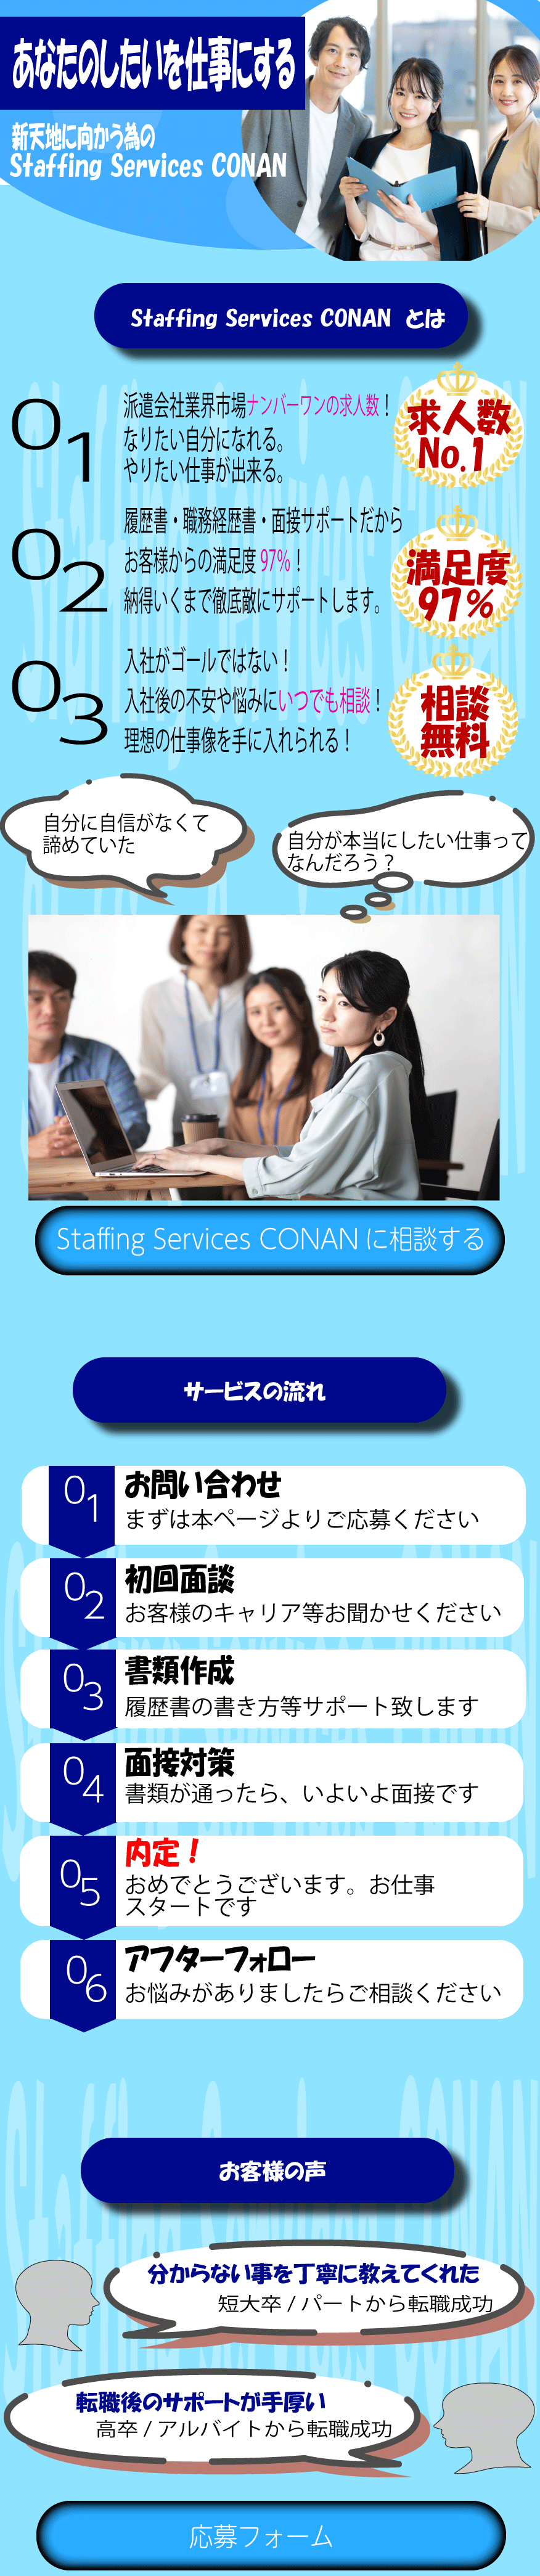 あなたのしたいを仕事にする
新天地に向かう為の
Staffing Services CONAN
Staffing Services CONAN とは
01
派遣会社業界市場ナンバーワンの求人数！
なりたい自分になれる。
やりたい仕事が出来る。
求人数
No.1
02
履歴書・職務経歴書・面接サポートだから
お客様からの満足度 97%！
納得いくまで徹底敵にサポートします。
満足度
97%
03
入社がゴールではない！
入社後の不安や悩みにいつでも相談！
理想の仕事像を手に入れられる！
相談
無料
自分に自信がなくて
諦めていた
自分が本当にしたい仕事って
なんだろう？
Staffing Services CONAN に相談する
サービスの流れ
01
お問い合わせ
まずは本ページよりご応募ください
02
初回面談
お客様のキャリア等お聞かせください
03
書類作成
履歴書の書き方等サポート致します
04
面接対策
書類が通ったら、いよいよ面接です
05
内定！
おめでとうございます。お仕事
スタートです
06
アフターフォロー
お悩みがありましたらご相談ください
お客様の声
分からない事を丁寧に教えてくれた
短大卒 / パートから転職成功
転職後のサポートが手厚い
高卒 / アルバイトから転職成功
応募フォーム